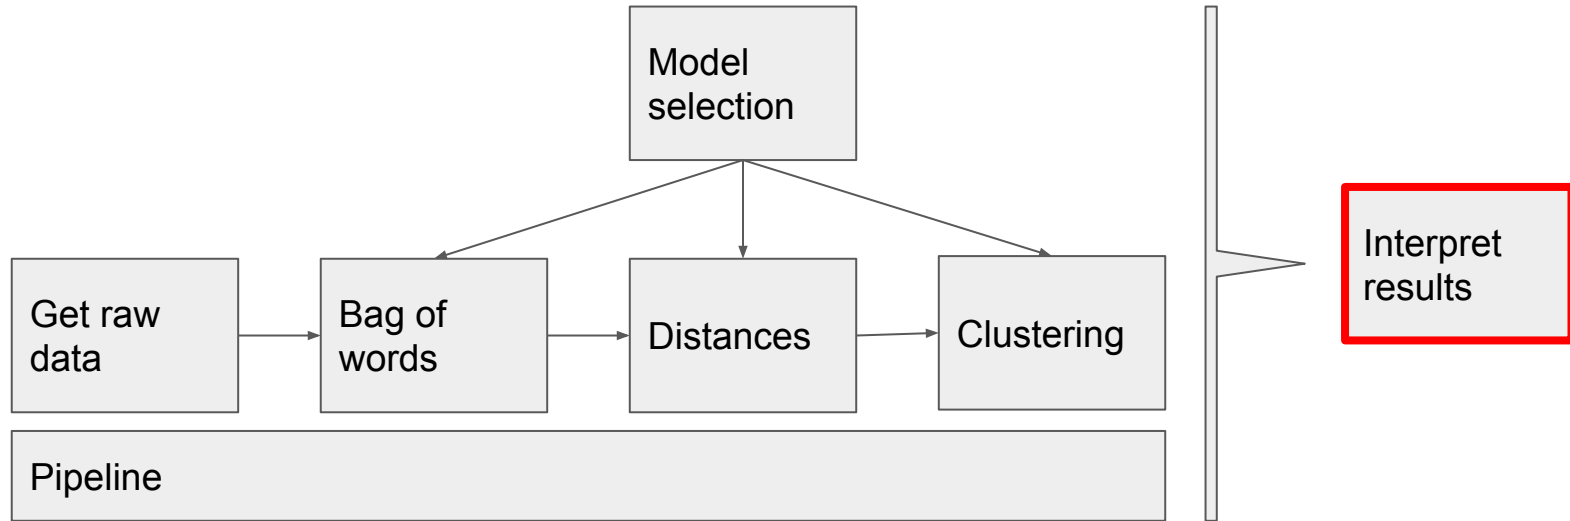 Model
selection
Get raw
data
Bag of
words
Distances
Clustering
Interpret
results
Pipeline